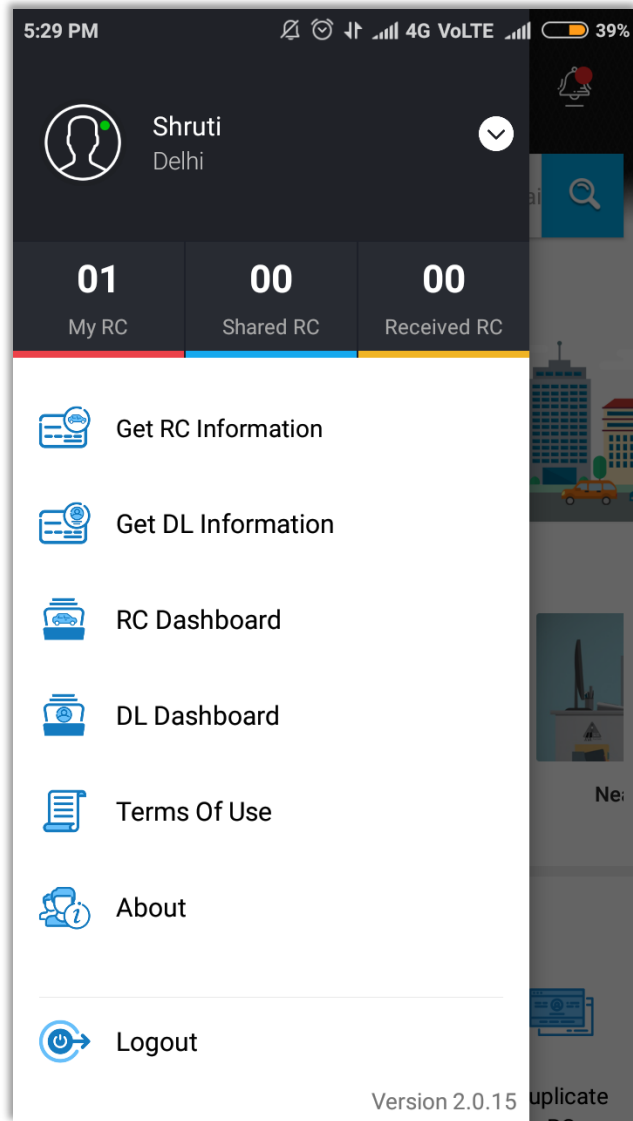 5:29 PM 4G VoLTE 39%
Shruti
Delhi
01 00 00
My RC Shared RC Received RC
Get RC Information
Get DL Information
RC Dashboard
DL Dashboard
Terms Of Use
About
Logout
Version 2.0.15